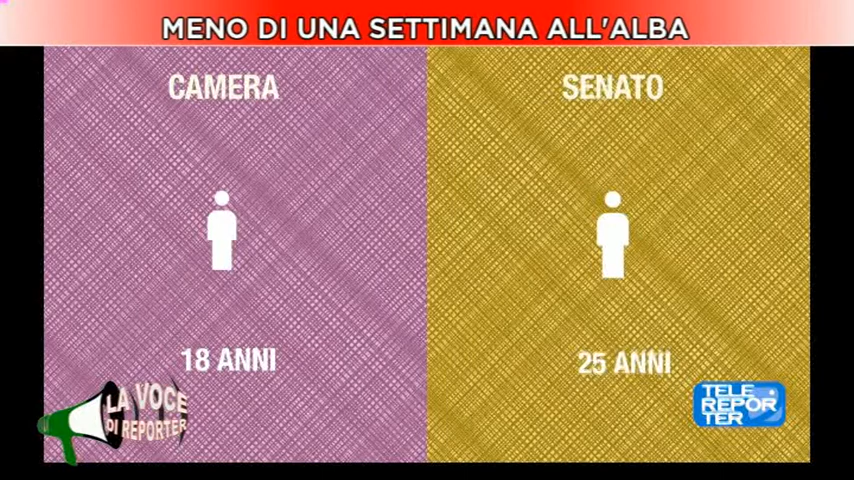 MENO DI UNA SETTIMANA ALL'ALBA
CAMERA
SENATO
18 ANNI
25 ANNI
LA VOCE
DI REPORTER
TELE
REPOR
TER